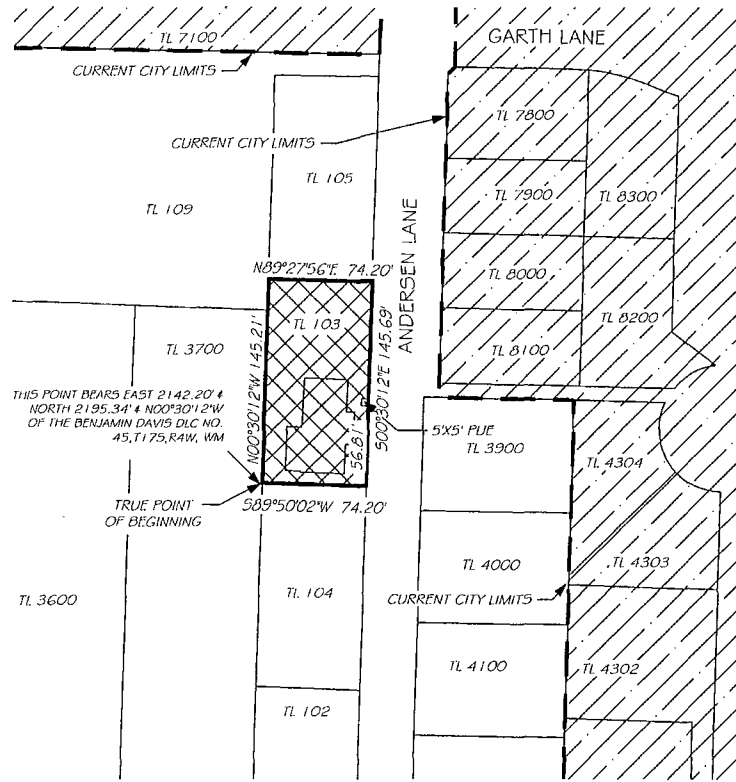 TL 7100
GARTH LANE
CURRENT CITY LIMITS
TL 7800
CURRENT CITY LIMITS
TL 105
TL 7900
TL 8300
TL 109
ANDERSEN LANE
N89°27'56"E 74.20'
TL 8000
TL 103
TL 8200
TL 3700
N00°30'12"W 145.21'
S00°30'12"E 145.69'
TL 8100
THIS POINT BEARS EAST 2142.20' &
NORTH 2195.34' & N00°30'12"W
OF THE BENJAMIN DAVIS DLC NO.
45,T17S,R4W, WM
56.81'
5'X5' PUE
TL 3900
TL 4304
TRUE POINT
OF BEGINNING
S89°50'02"W 74.20'
TL 4000
TL 4303
TL 3600
TL 104
CURRENT CITY LIMITS
TL 4100
TL 4302
TL 102